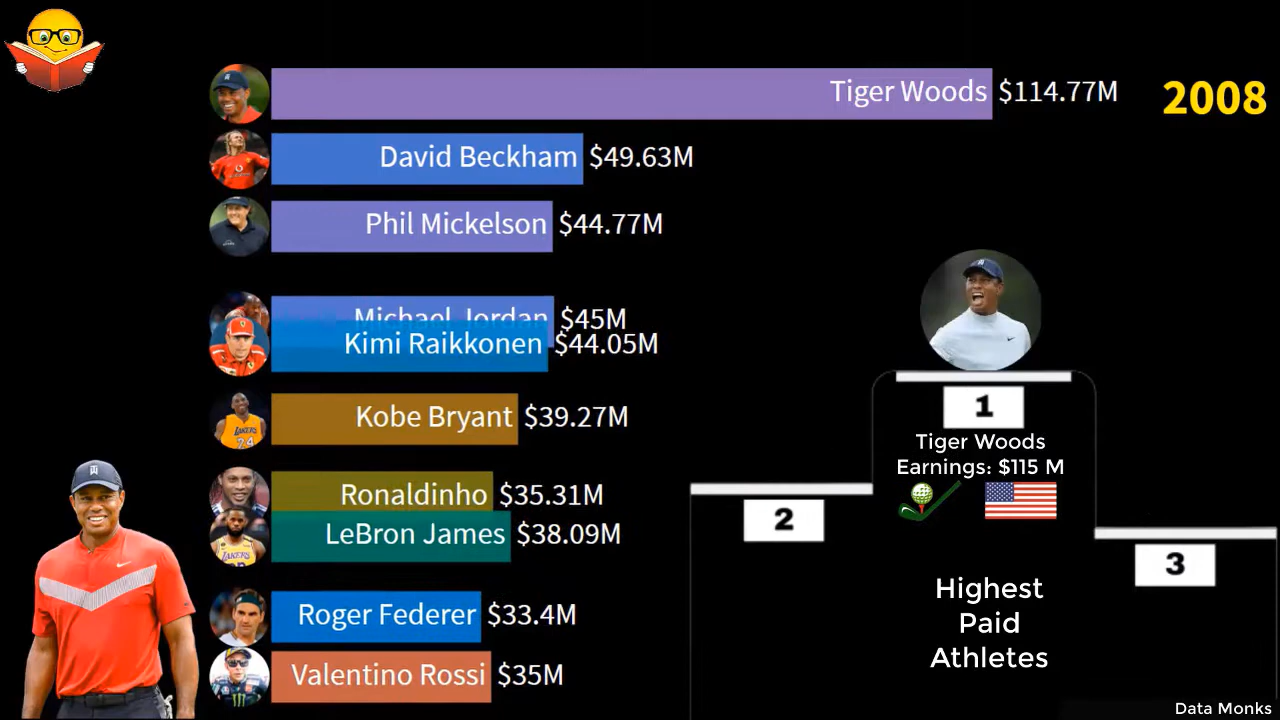 Tiger Woods $114.77M
2008
David Beckham $49.63M
Phil Mickelson $44.77M
Michael Jordan $45M
Kimi Raikkonen $44.05M
Kobe Bryant $39.27M
Ronaldinho $35.31M
LeBron James $38.09M
Roger Federer $33.4M
Valentino Rossi $35M
1
Tiger Woods
Earnings: $115 M
2
3
Highest
Paid
Athletes
Data Monks